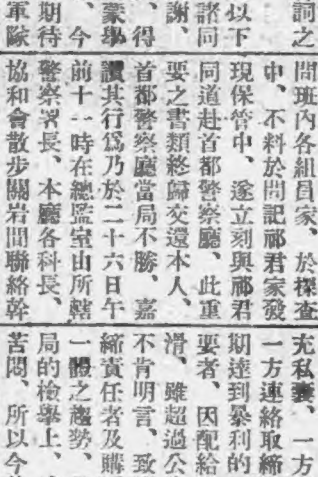 詞之
以下
諸同
謝、
、得
蒙舉
、今
期待
軍隊
間班內各組員家、於搜查
中、不料於問記祁君家發
現保管中、遂立刻與祁君
同道赴首都警察廳、此重
要之書類終歸交還本人、
首都警察廳當局不勝、嘉
讚其行爲乃於二十六日午
前十一時在總監室由所轄
警察署長、本廳各科長、
協和會散步關岩間聯絡幹
充私囊、一方
一方連絡取締
期達到暴利的
要者、因配給
滑、雖超過公
不肯明言、致
締責任者及購
一體之趨勢、
局的檢舉上、
苦悶、所以今